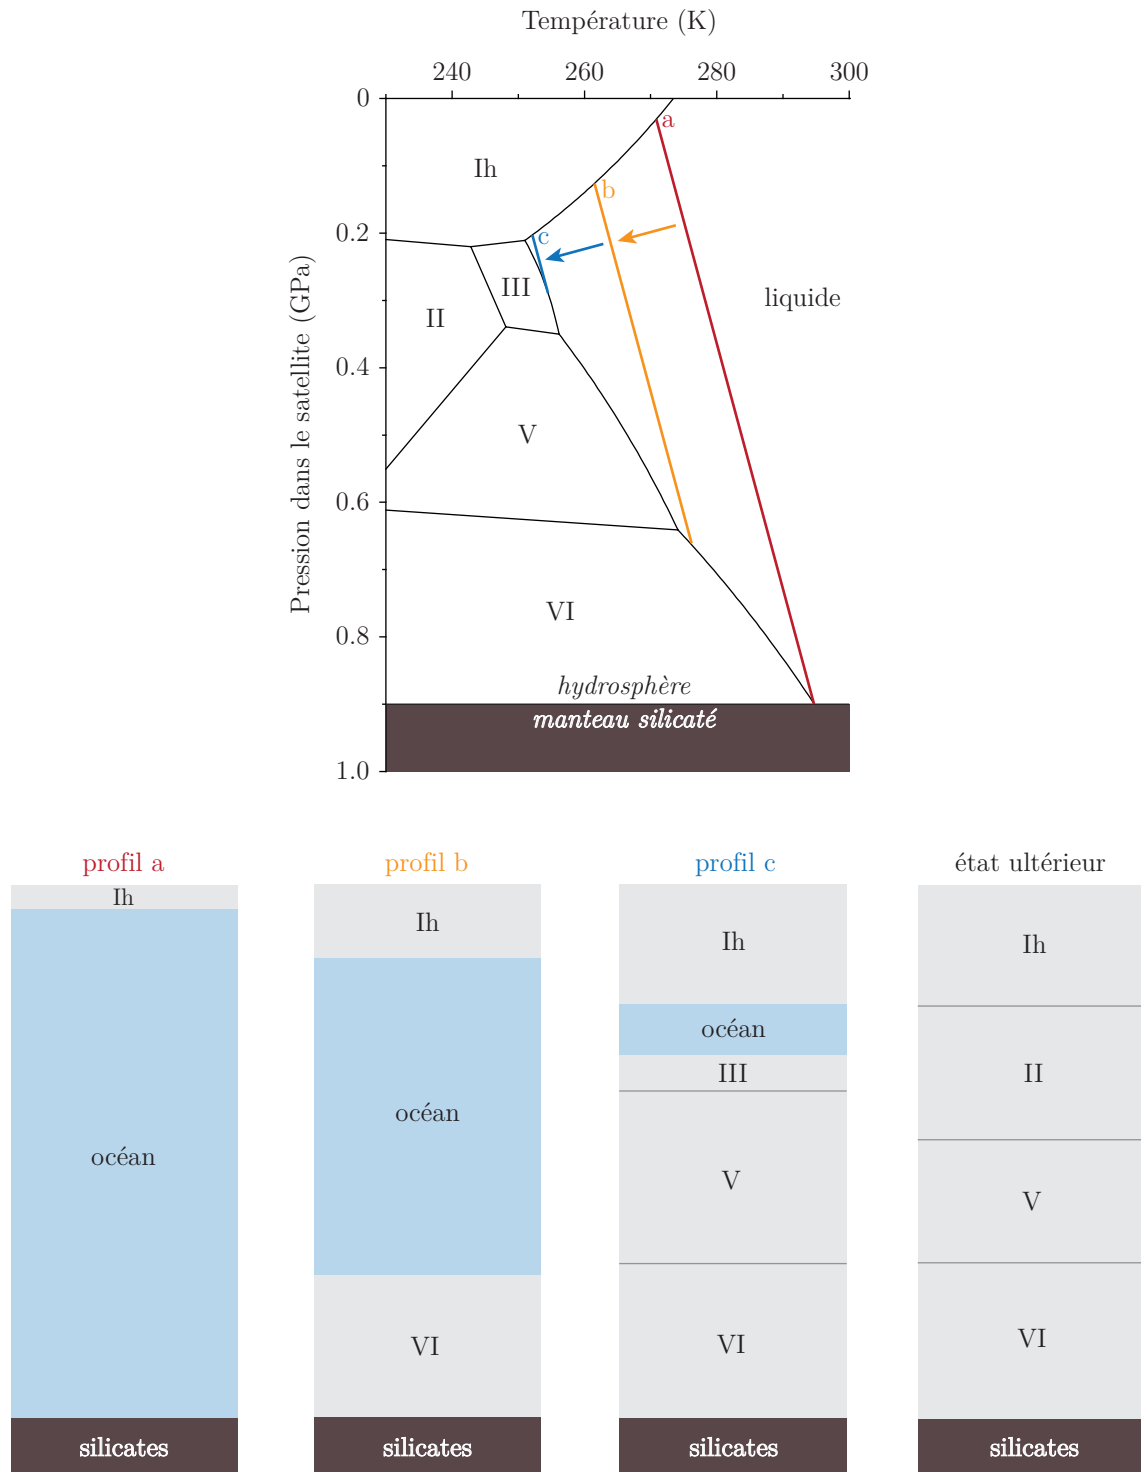 Température (K)
240 260 280 300
0
0.2
0.4
0.6
0.8
1.0
Pression dans le satellite (GPa)
a
Ih
b
c
III
liquide
II
V
VI
hydrosphère
manteau silicaté
profil a
Ih
océan
silicates
profil b
Ih
océan
VI
silicates
profil c
Ih
océan
III
V
VI
silicates
état ultérieur
Ih
II
V
VI
silicates